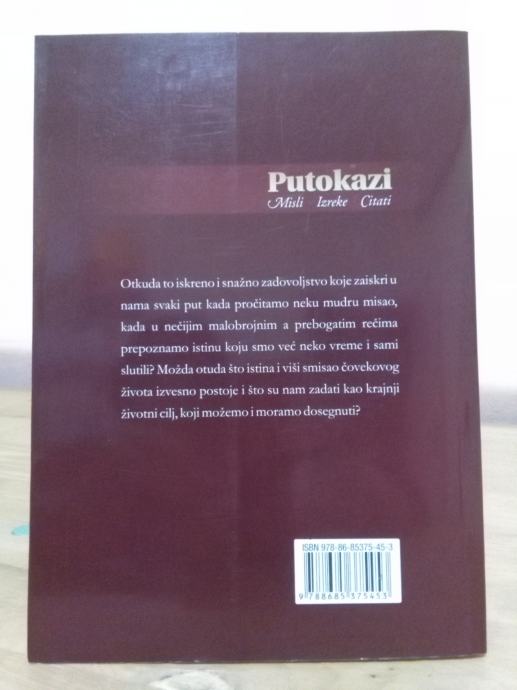 Putokazi
Misli Izreke Citati
Otkuda to iskreno i snažno zadovoljstvo koje zaiskri u
nama svaki put kada pročitamo neku mudru misao,
kada u nečijim malobrojnim a prebogatim rečima
prepoznamo istinu koju smo već neko vreme i sami
slutili? Možda otuda što istina i viši smisao čovekovog
života izvesno postoje i što su nam zadati kao krajnji
životni cilj, koji možemo i moramo dosegnuti?
ISBN 978-86-85375-45-3
9 788685 375453